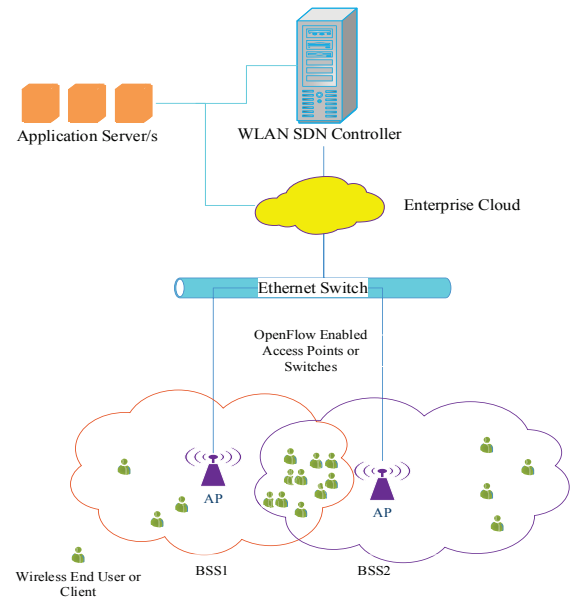 Application Server/s
WLAN SDN Controller
Enterprise Cloud
Ethernet Switch
OpenFlow Enabled
Access Points or
Switches
AP
AP
BSS1
BSS2
Wireless End User or
Client